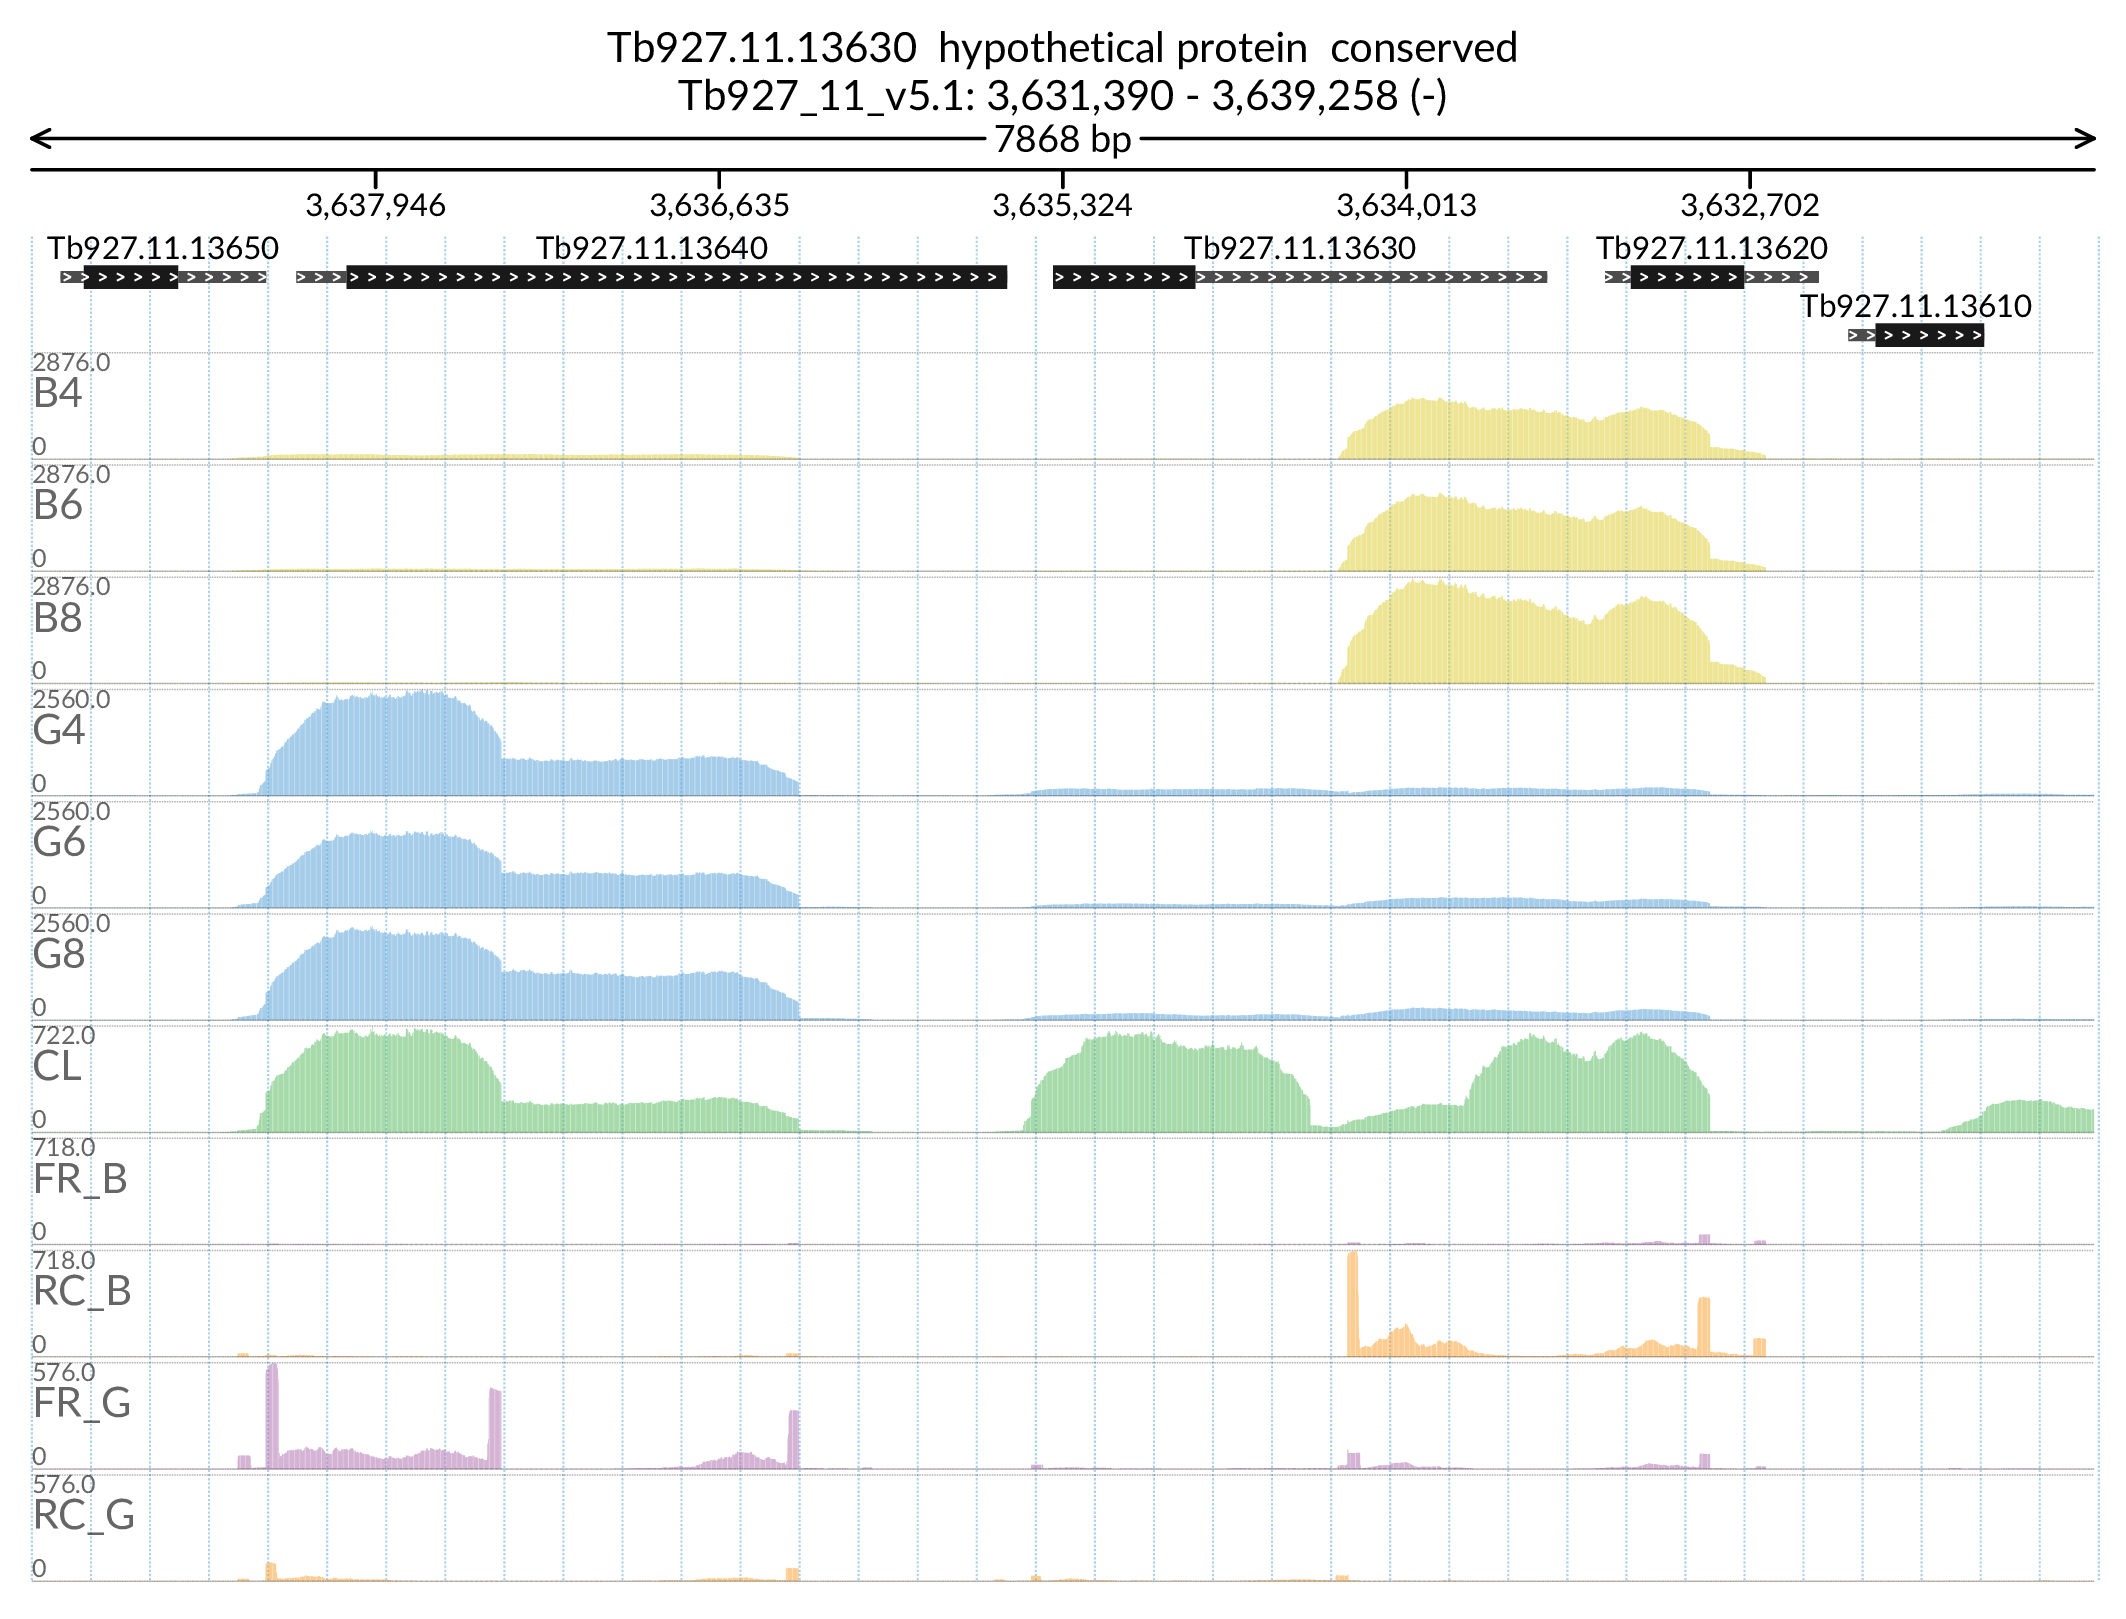 Tb927.11.13630 hypothetical protein conserved
Tb927_11_v5.1: 3,631,390 - 3,639,258 (-)
7868 bp
3,637,946 3,636,635 3,635,324 3,634,013 3,632,702
Tb927.11.13650 Tb927.11.13640 Tb927.11.13630 Tb927.11.13620
Tb927.11.13610
2876.0
B4
0
2876.0
B6
0
2876.0
B8
0
2560.0
G4
0
2560.0
G6
0
2560.0
G8
0
722.0
CL
0
718.0
FR_B
0
718.0
RC_B
0
576.0
FR_G
0
576.0
RC_G
0